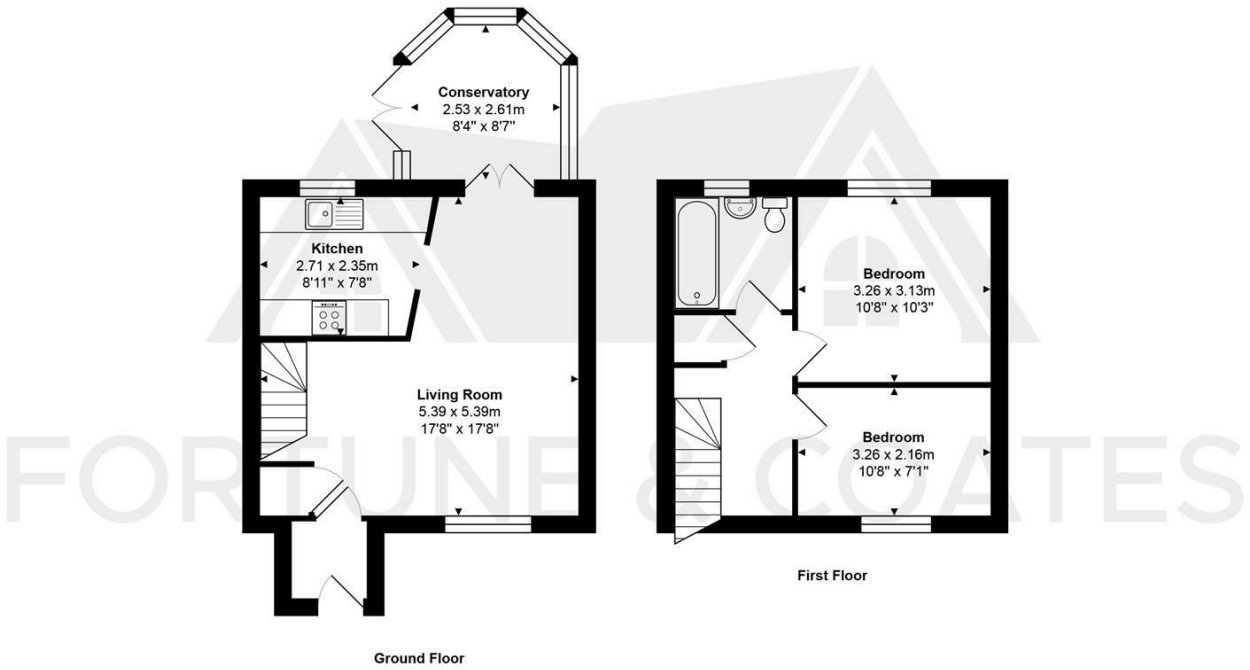 Conservatory
2.53 x 2.61m
8'4" x 8'7"
Kitchen
2.71 x 2.35m
8'11" x 7'8"
Living Room
5.39 x 5.39m
17'8" x 17'8"
Ground Floor
Bedroom
3.26 x 3.13m
10'8" x 10'3"
Bedroom
3.26 x 2.16m
10'8" x 7'1"
First Floor
FORTUNE & COATES